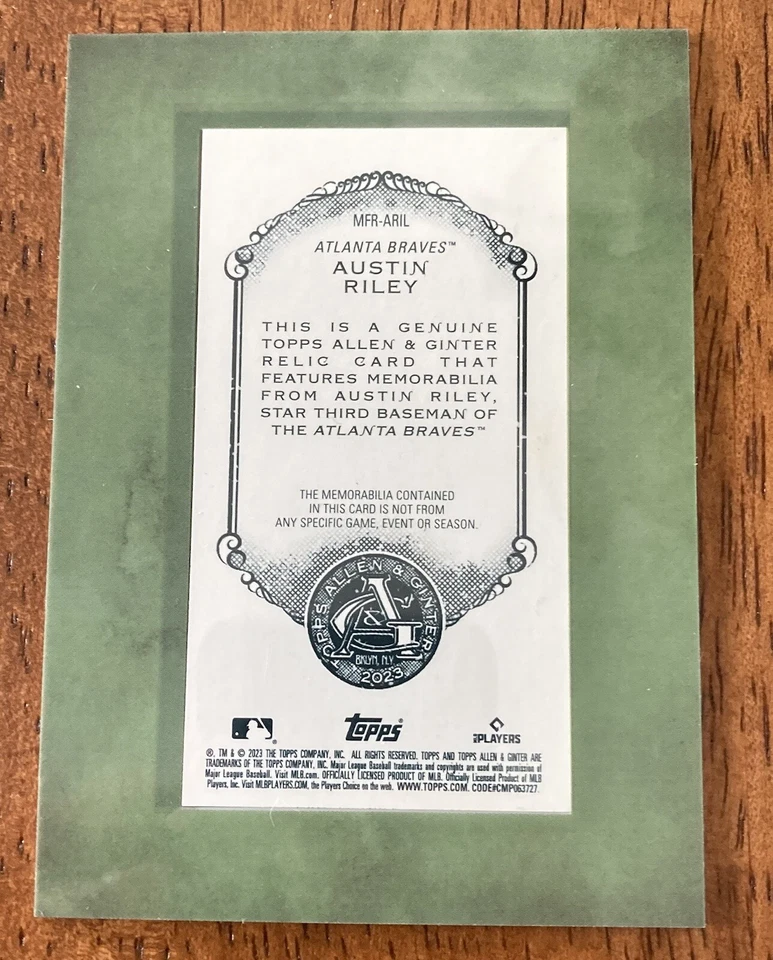 MFR-ARIL
ATLANTA BRAVES™
AUSTIN
RILEY
THIS IS A GENUINE
TOPPS ALLEN & GINTER
RELIC CARD THAT
FEATURES MEMORABILIA
FROM AUSTIN RILEY,
STAR THIRD BASEMAN OF
THE ATLANTA BRAVES™
THE MEMORABILIA CONTAINED
IN THIS CARD IS NOT FROM
ANY SPECIFIC GAME, EVENT OR SEASON.
TOPPS ALLEN & GINTER
A&G
BKLYN, N.Y.
2023
topps®
PLAYERS
®, TM & © 2023 THE TOPPS COMPANY, INC. ALL RIGHTS RESERVED. TOPPS AND TOPPS ALLEN & GINTER ARE
TRADEMARKS OF THE TOPPS COMPANY, INC. Major League Baseball trademarks and copyrights are used with permission of
Major League Baseball. Visit MLB.com. OFFICIALLY LICENSED PRODUCT OF MLB. Officially Licensed Product of MLB
Players, Inc. Visit MLBPLAYERS.COM, the Players Choice on the web. WWW.TOPPS.COM. CODE#CMP063727.